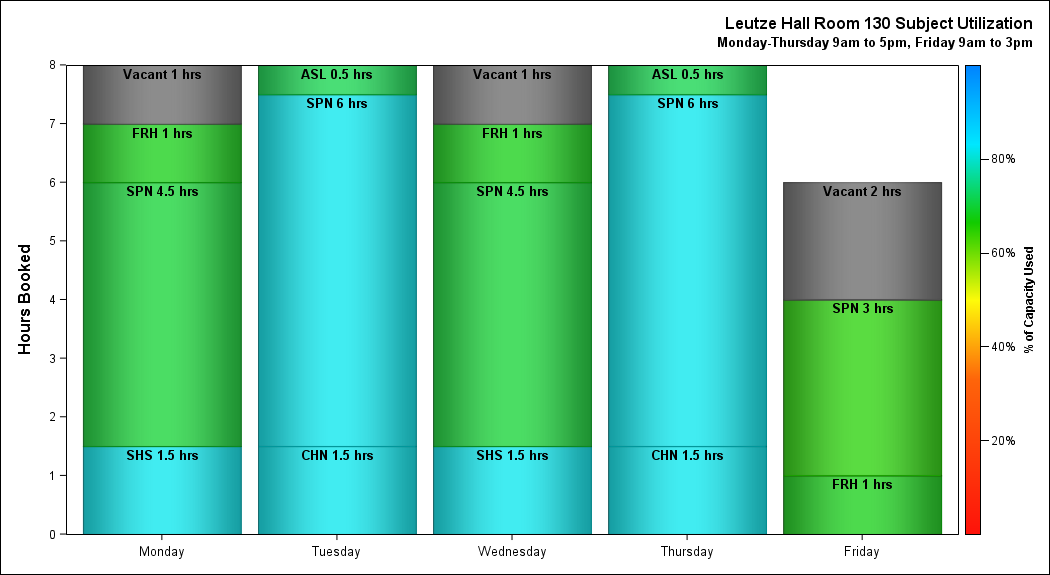 Leutze Hall Room 130 Subject Utilization
Monday-Thursday 9am to 5pm, Friday 9am to 3pm
Hours Booked
8
7
6
5
4
3
2
1
0
Vacant 1 hrs
FRH 1 hrs
SPN 4.5 hrs
SHS 1.5 hrs
ASL 0.5 hrs
SPN 6 hrs
CHN 1.5 hrs
Vacant 1 hrs
FRH 1 hrs
SPN 4.5 hrs
SHS 1.5 hrs
ASL 0.5 hrs
SPN 6 hrs
CHN 1.5 hrs
Vacant 2 hrs
SPN 3 hrs
FRH 1 hrs
Monday
Tuesday
Wednesday
Thursday
Friday
80%
60%
40%
20%
% of Capacity Used